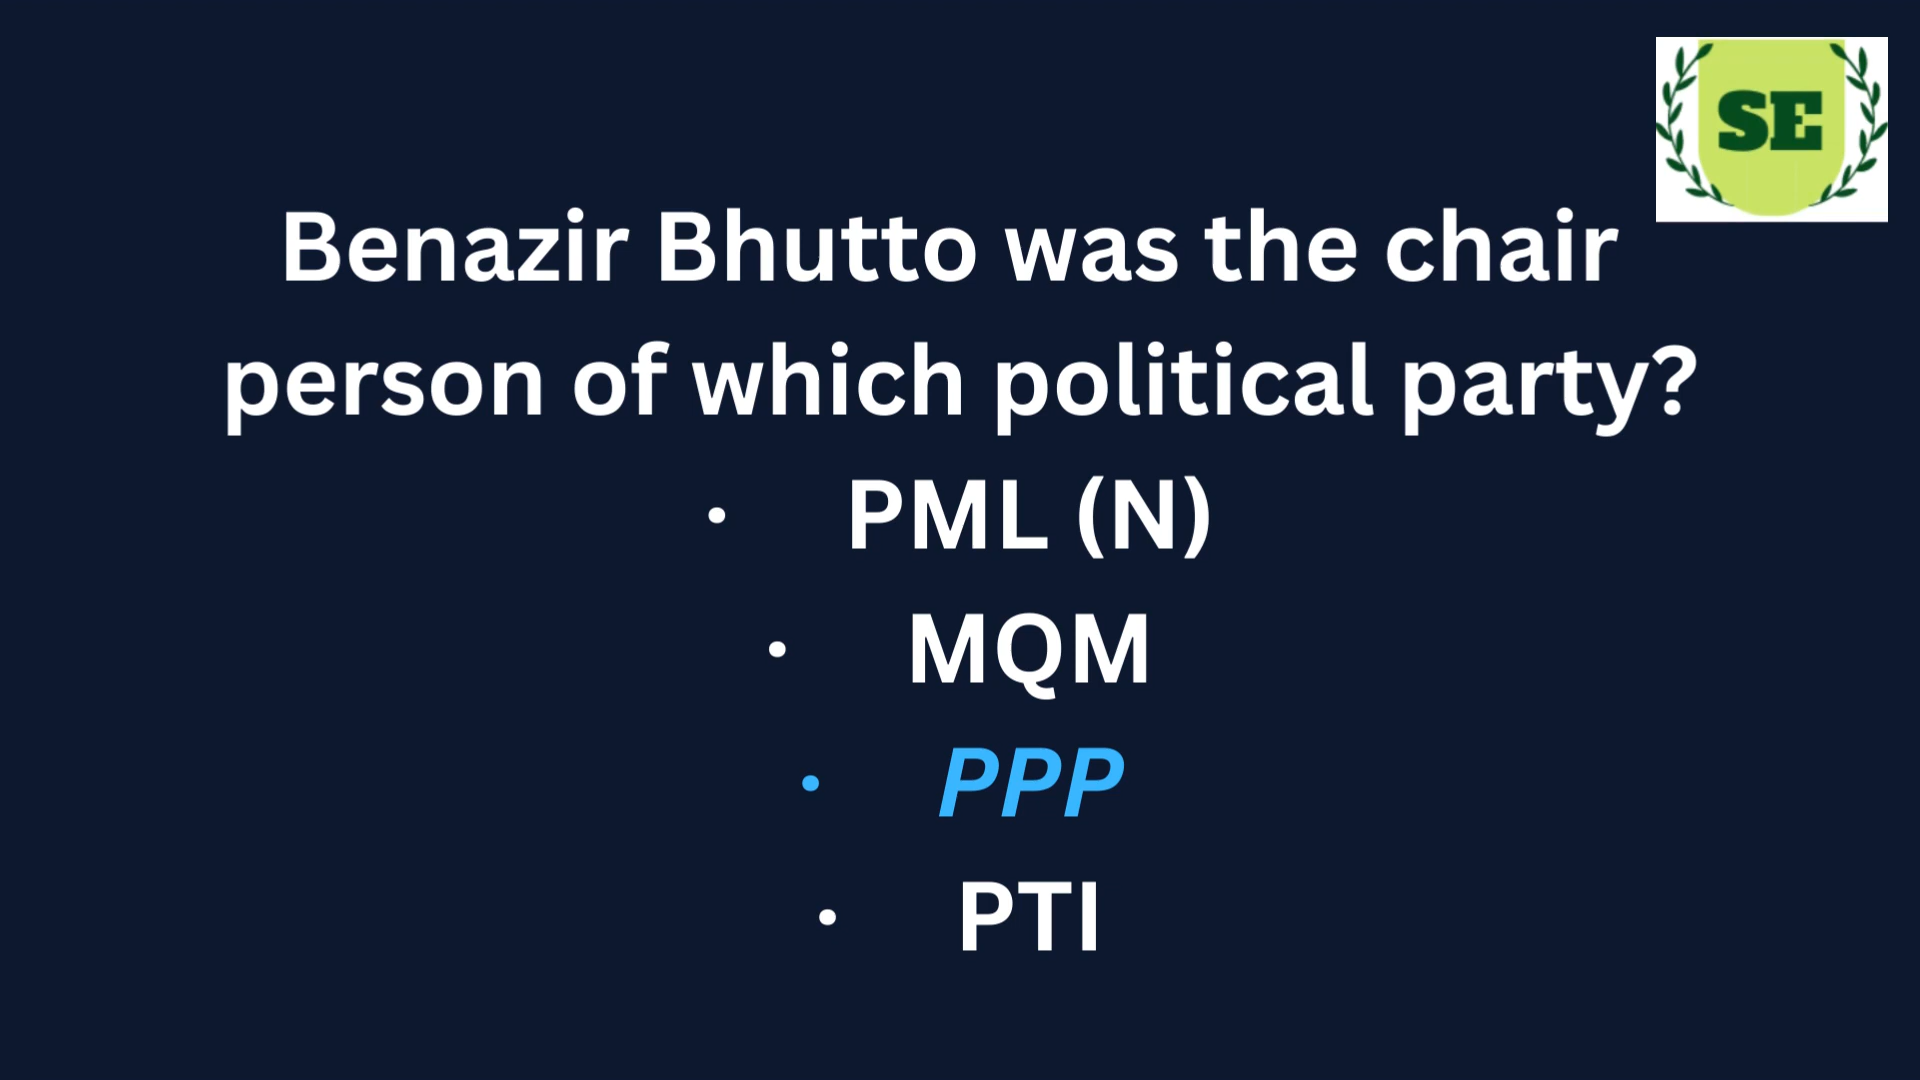 SE
Benazir Bhutto was the chair
person of which political party?
• PML (N)
• MQM
• PPP
• PTI